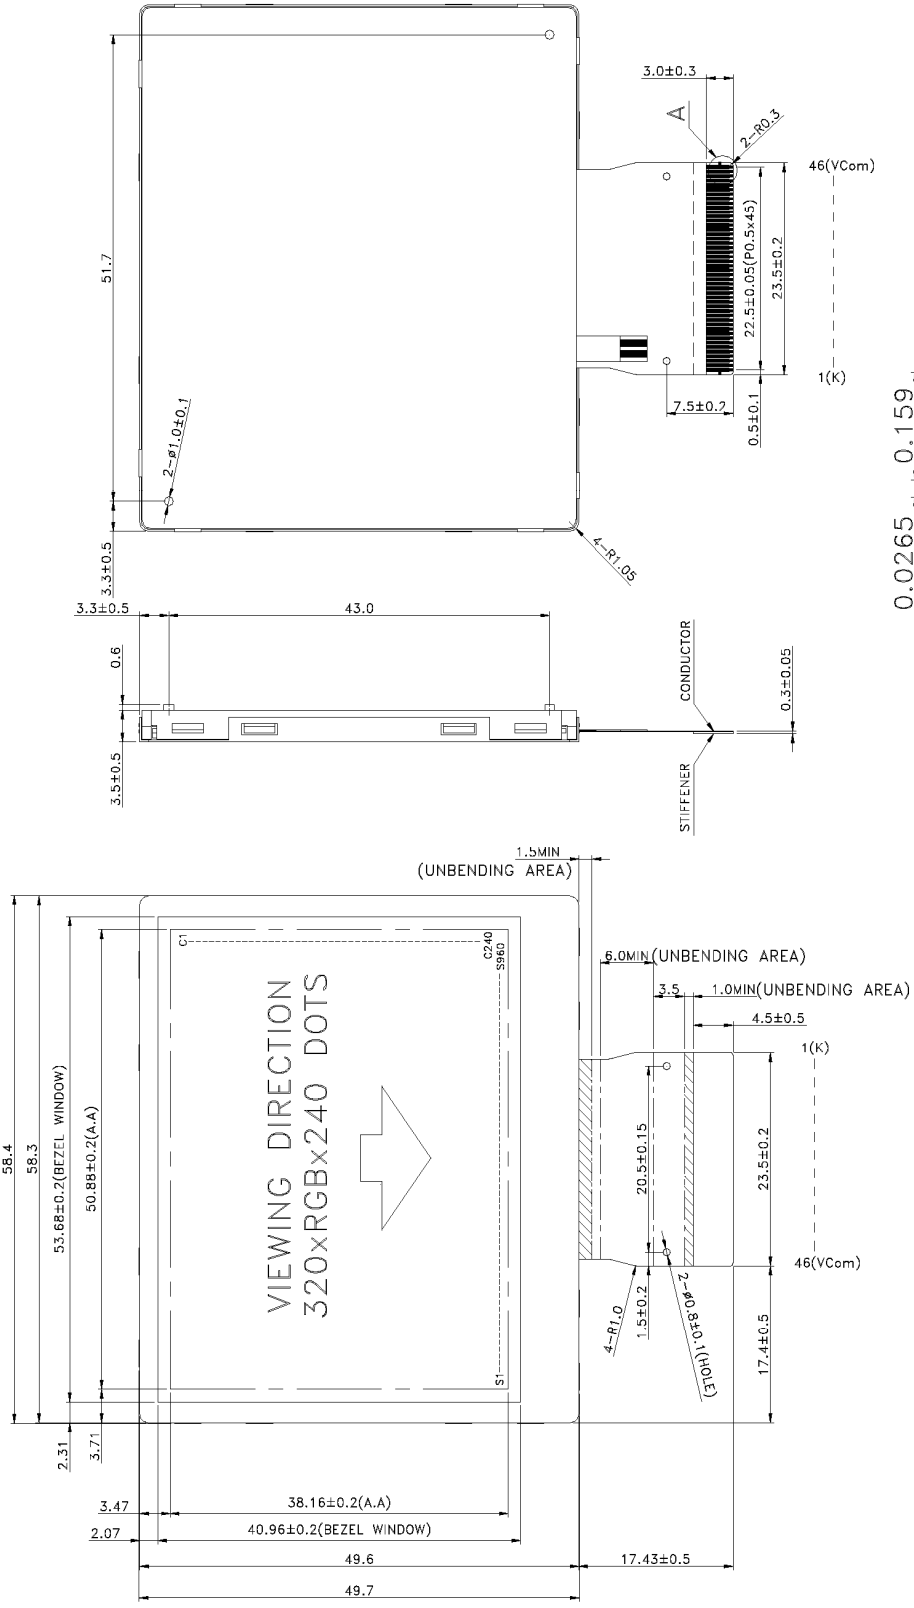 3.0±0.3
A
2-R0.3
46(VCom)
51.7
22.5±0.05(P0.5x45)
23.5±0.2
1(K)
7.5±0.2
0.5±0.1
2-ø1.0±0.1
3.3±0.5
4-R1.05
0.0265
0.159
3.3±0.5
43.0
0.6
3.5±0.5
CONDUCTOR
STIFFENER
0.3±0.05
1.5MIN
(UNBENDING AREA)
C1
C240
S960
6.0MIN(UNBENDING AREA)
3.5
1.0MIN(UNBENDING AREA)
4.5±0.5
1(K)
58.4
58.3
53.68±0.2(BEZEL WINDOW)
50.88±0.2(A.A)
VIEWING DIRECTION
320xRGBx240 DOTS
20.5±0.15
23.5±0.2
46(VCom)
4-R1.0
1.5±0.2
2-ø0.8±0.1(HOLE)
17.4±0.5
S1
2.31
3.71
3.47
38.16±0.2(A.A)
2.07
40.96±0.2(BEZEL WINDOW)
49.6
17.43±0.5
49.7